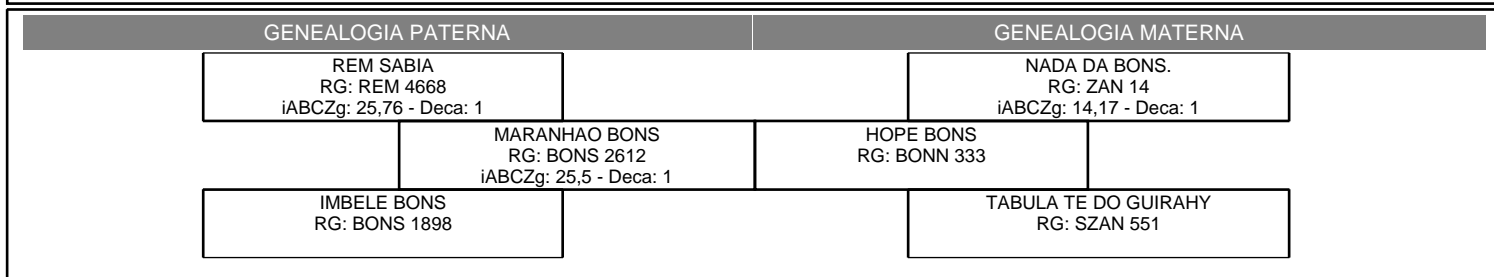 GENEALOGIA PATERNA
GENEALOGIA MATERNA
REM SABIA
RG: REM 4668
iABCZg: 25,76 - Deca: 1
NADA DA BONS.
RG: ZAN 14
iABCZg: 14,17 - Deca: 1
MARANHAO BONS
RG: BONS 2612
iABCZg: 25,5 - Deca: 1
HOPE BONS
RG: BONN 333
IMBELE BONS
RG: BONS 1898
TABULA TE DO GUIRAHY
RG: SZAN 551